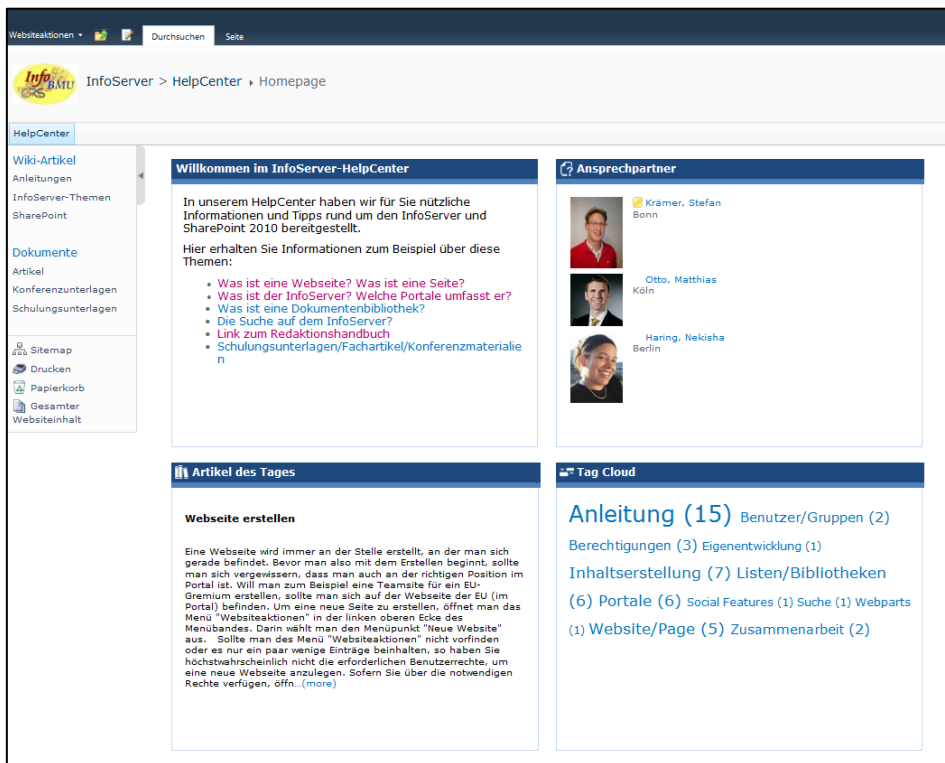 Websiteaktionen
Durchsuchen
Seite
Info
BMU
GRS
InfoServer > HelpCenter › Homepage
HelpCenter
Wiki-Artikel
Anleitungen
InfoServer-Themen
SharePoint
Dokumente
Artikel
Konferenzunterlagen
Schulungsunterlagen
Sitemap
Drucken
Papierkorb
Gesamter
Websiteinhalt
Willkommen im InfoServer-HelpCenter
In unserem HelpCenter haben wir für Sie nützliche
Informationen und Tipps rund um den InfoServer und
SharePoint 2010 bereitgestellt.
Hier erhalten Sie Informationen zum Beispiel über diese
Themen:
• Was ist eine Webseite? Was ist eine Seite?
• Was ist der InfoServer? Welche Portale umfasst er?
• Was ist eine Dokumentenbibliothek?
• Die Suche auf dem InfoServer?
• Link zum Redaktionshandbuch
• Schulungsunterlagen/Fachartikel/Konferenzmaterialie
n
Ansprechpartner
Krämer, Stefan
Bonn
Otto, Matthias
Köln
Haring, Nekisha
Berlin
Artikel des Tages
Webseite erstellen
Eine Webseite wird immer an der Stelle erstellt, an der man sich
gerade befindet. Bevor man also mit dem Erstellen beginnt, sollte
man sich vergewissern, dass man auch an der richtigen Position im
Portal ist. Will man zum Beispiel eine Teamsite für ein EU-
Gremium erstellen, sollte man sich auf der Webseite der EU (im
Portal) befinden. Um eine neue Seite zu erstellen, öffnet man das
Menü "Websiteaktionen" in der linken oberen Ecke des
Menübandes. Darin wählt man den Menüpunkt "Neue Website"
aus. Sollte man des Menü "Websiteaktionen" nicht vorfinden
oder es nur ein paar wenige Einträge beinhalten, so haben Sie
höchstwahrscheinlich nicht die erforderlichen Benutzerrechte, um
eine neue Webseite anzulegen. Sofern Sie über die notwendigen
Rechte verfügen, öffn...(more)
Tag Cloud
Anleitung (15) Benutzer/Gruppen (2)
Berechtigungen (3) Eigenentwicklung (1)
Inhaltserstellung (7) Listen/Bibliotheken
(6) Portale (6) Social Features (1) Suche (1) Webparts
(1) Website/Page (5) Zusammenarbeit (2)